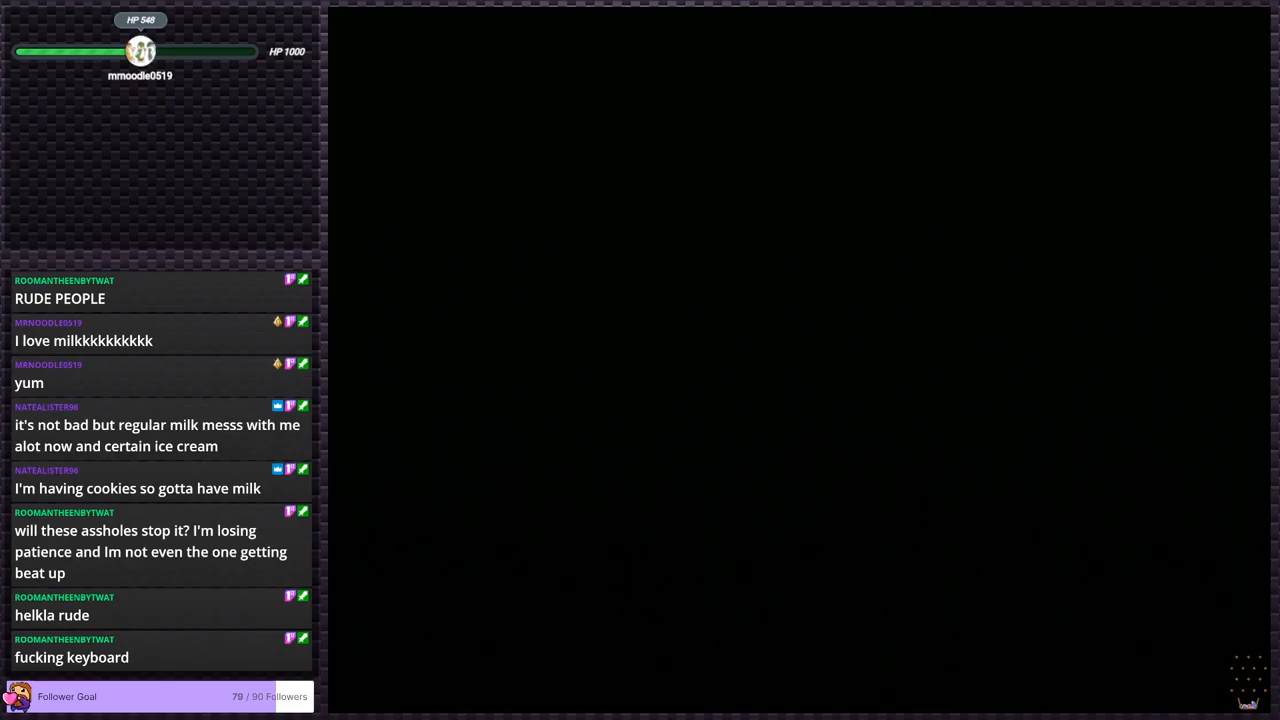 HP 548
HP 1000
mrnoodle0519
ROOMANTHEENBYTWAT
RUDE PEOPLE
MRNOODLE0519
I love milkkkkkkkkkk
MRNOODLE0519
yum
NATEALISTER96
it's not bad but regular milk messs with me
alot now and certain ice cream
NATEALISTER96
I'm having cookies so gotta have milk
ROOMANTHEENBYTWAT
will these assholes stop it? I'm losing
patience and Im not even the one getting
beat up
ROOMANTHEENBYTWAT
helkla rude
ROOMANTHEENBYTWAT
fucking keyboard
Follower Goal 79 / 90 Followers